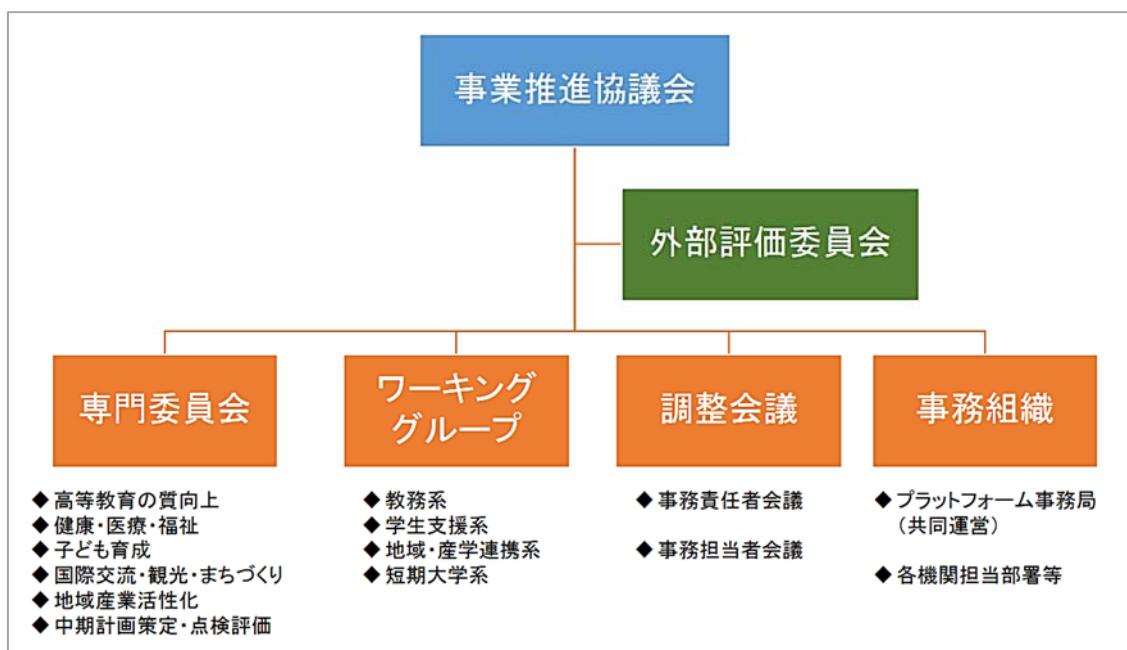 事業推進協議会
外部評価委員会
専門委員会
◆高等教育の質向上
◆健康・医療・福祉
◆子ども育成
◆国際交流・観光・まちづくり
◆地域産業活性化
◆中期計画策定・点検評価
ワーキング
グループ
◆教務系
◆学生支援系
◆地域・産学連携系
◆短期大学系
調整会議
◆事務責任者会議
◆事務担当者会議
事務組織
◆プラットフォーム事務局
(共同運営)
◆各機関担当部署等